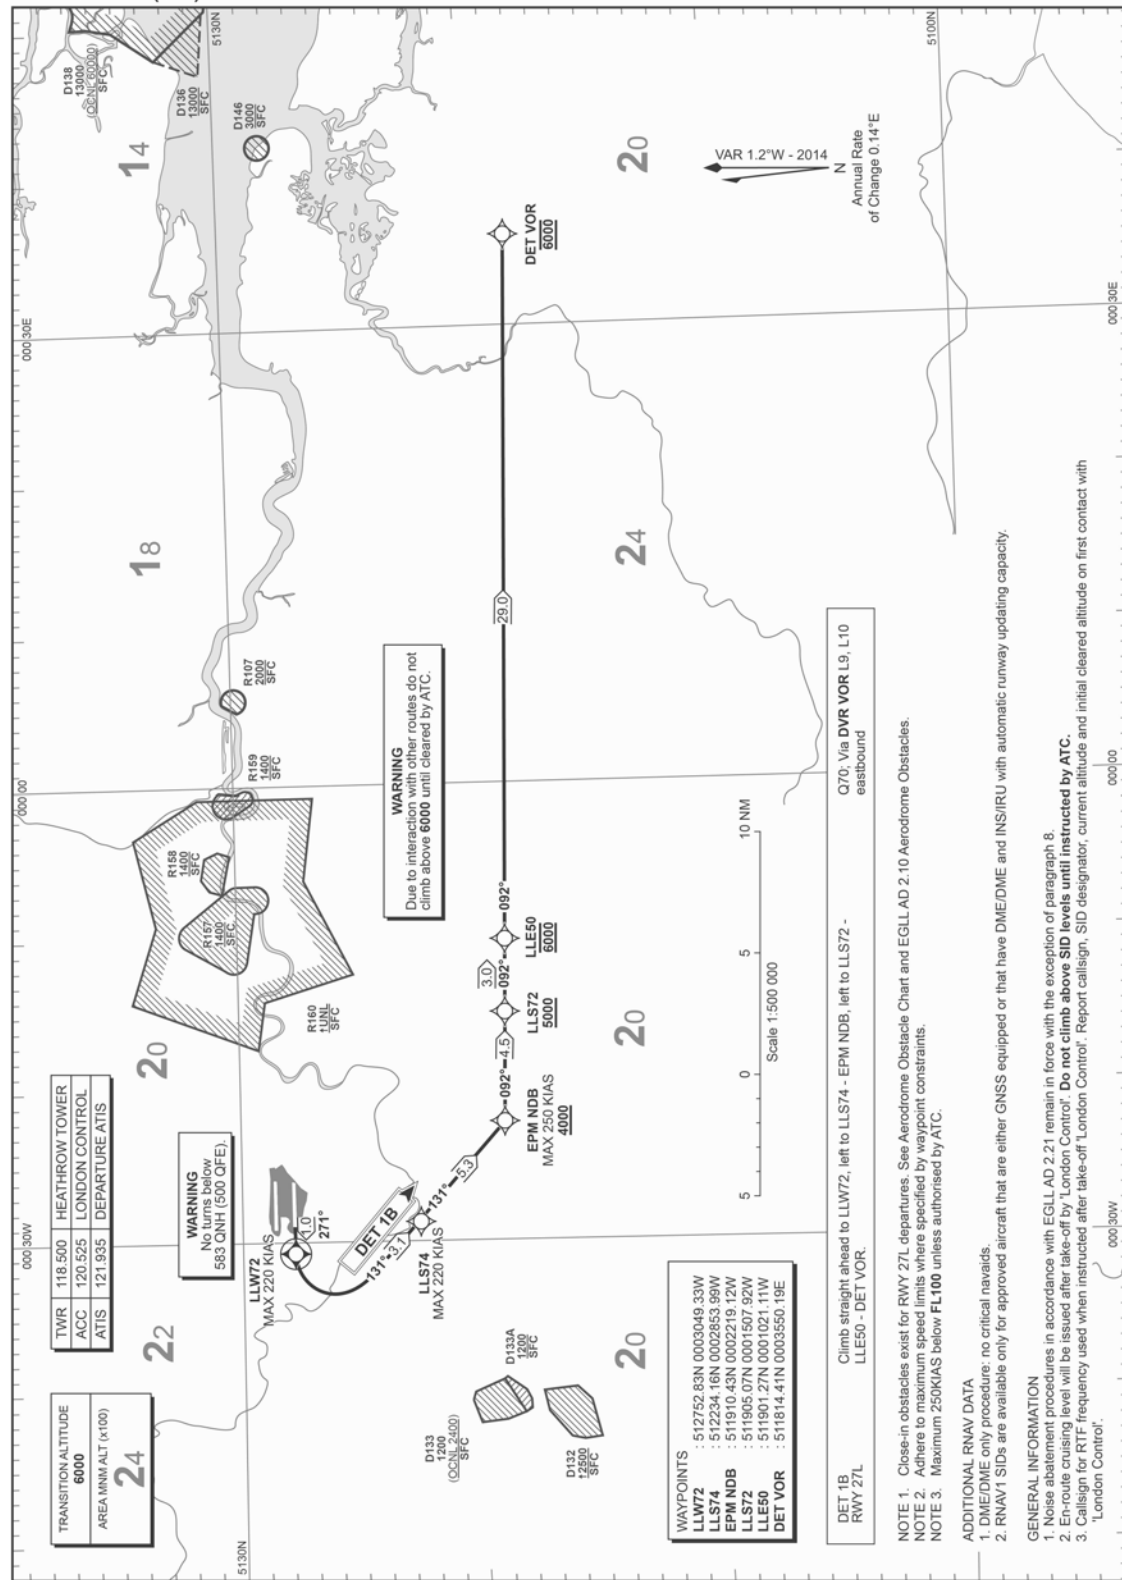 TRANSITION ALTITUDE
6000
AREA MNM ALT (x100)
TWR 118.500 HEATHROW TOWER
ACC 120.525 LONDON CONTROL
ATIS 121.935 DEPARTURE ATIS
WARNING
No turns below
583 QNH (500 QFE).
WARNING
Due to interaction with other routes do not
climb above 6000 until cleared by ATC.
5130N
000 30W
000 00
000 30E
5130N
5100N
24
22
20
18
14
20
20
24
20
D138
13000
(OCNL 60000)
SFC
D136
13000
SFC
D146
3000
SFC
R107
2000
SFC
R159
1400
SFC
R158
1400
SFC
R157
1400
SFC
R160
†UNL
SFC
D133A
1200
SFC
D133
1200
(OCNL 2400)
SFC
D132
†2500
SFC
LLW72
MAX 220 KIAS
1.0
271°
DET 1B
131°
3.1
LLS74
MAX 220 KIAS
131°
5.3
EPM NDB
MAX 250 KIAS
4000
092°
4.5
LLS72
5000
092°
3.0
LLE50
6000
092°
29.0
DET VOR
6000
VAR 1.2°W - 2014
N
Annual Rate
of Change 0.14°E
5 0 5 10 NM
Scale 1:500 000
WAYPOINTS
LLW72 : 512752.83N 0003049.33W
LLS74 : 512234.16N 0002853.99W
EPM NDB : 511910.43N 0002219.12W
LLS72 : 511905.07N 0001507.92W
LLE50 : 511901.27N 0001021.11W
DET VOR : 511814.41N 0003550.19E
DET 1B Climb straight ahead to LLW72, left to LLS74 - EPM NDB, left to LLS72 - Q70; Via DVR VOR L9, L10
RWY 27L LLE50 - DET VOR. eastbound
NOTE 1. Close-in obstacles exist for RWY 27L departures. See Aerodrome Obstacle Chart and EGLL AD 2.10 Aerodrome Obstacles.
NOTE 2. Adhere to maximum speed limits where specified by waypoint constraints.
NOTE 3. Maximum 250KIAS below FL100 unless authorised by ATC.
ADDITIONAL RNAV DATA
1. DME/DME only procedure: no critical navaids.
2. RNAV1 SIDs are available only for approved aircraft that are either GNSS equipped or that have DME/DME and INS/IRU with automatic runway updating capacity.
GENERAL INFORMATION
1. Noise abatement procedures in accordance with EGLL AD 2.21 remain in force with the exception of paragraph 8.
2. En-route cruising level will be issued after take-off by 'London Control'. Do not climb above SID levels until instructed by ATC.
3. Callsign for RTF frequency used when instructed after take-off 'London Control'. Report callsign, SID designator, current altitude and initial cleared altitude on first contact with
'London Control'.
000 30W
000 00
000 30E